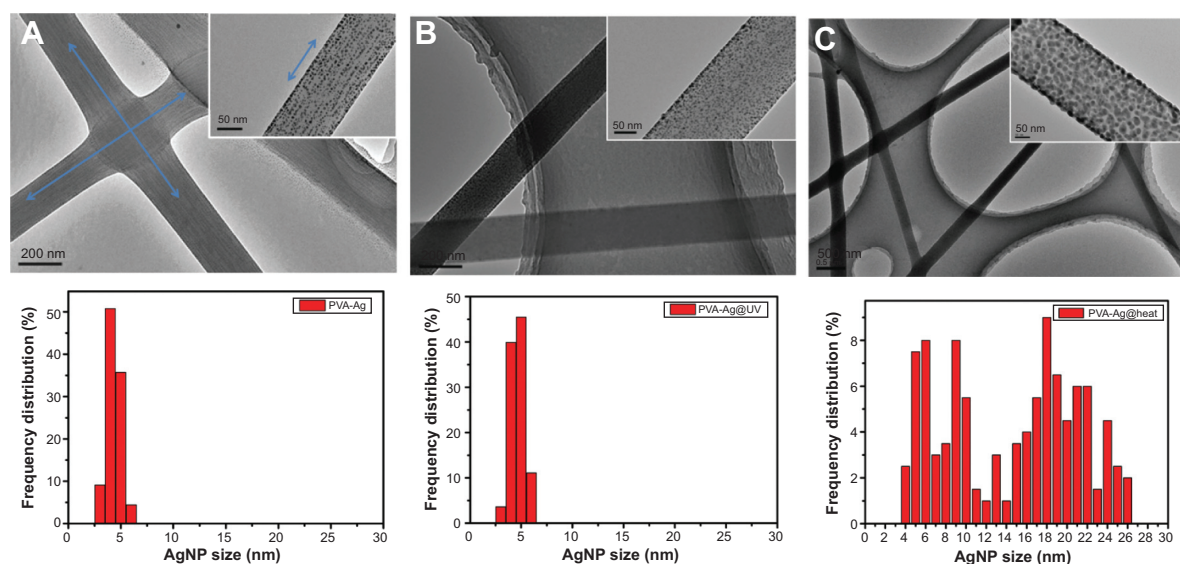 A
50 nm
200 nm
B
50 nm
nm
C
50 nm
50 nm
0.5
Frequency distribution (%)
50
40
30
20
10
0
PVA-Ag
0 5 10 15 20 25 30
AgNP size (nm)
Frequency distribution (%)
50
40
30
20
10
0
PVA-Ag@UV
0 5 10 15 20 25 30
AgNP size (nm)
Frequency distribution (%)
8
6
4
2
0
PVA-Ag@heat
0 2 4 6 8 10 12 14 16 18 20 22 24 26 28 30
AgNP size (nm)